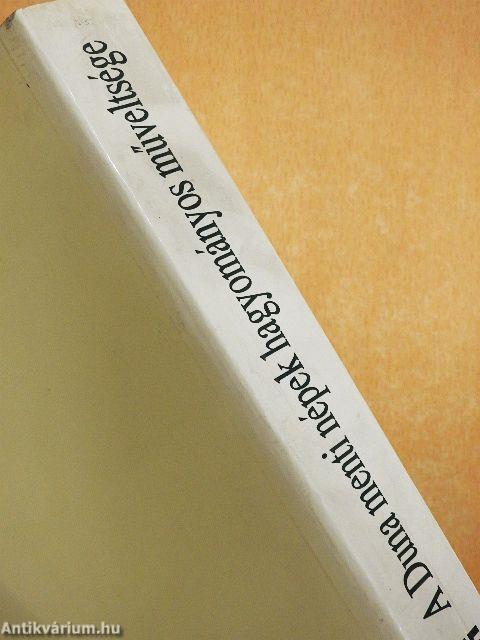 A Duna menti népek hagyományos műveltsége
Antikvárium.hu